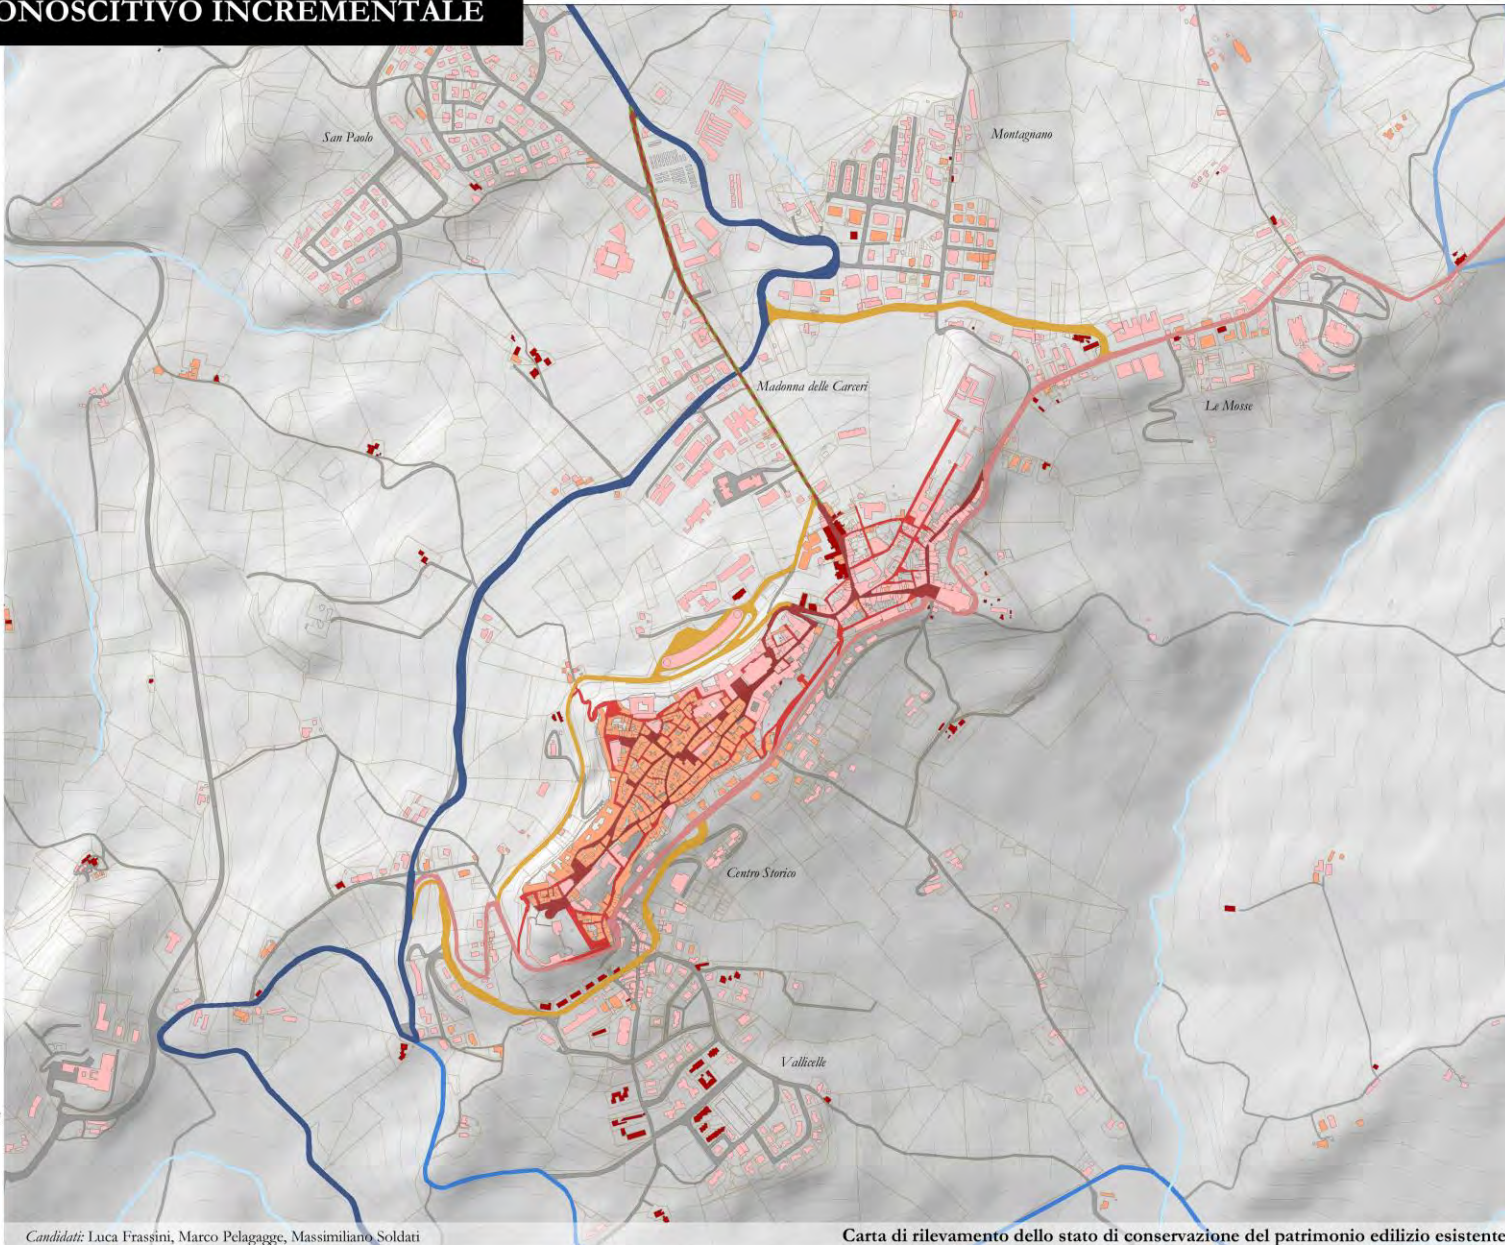 ONOSCITIVO INCREMENTALE
San Paolo
Montagnano
Madonna delle Carceri
Le Mosse
Centro Storico
Vallicelle
Candidati: Luca Frassini, Marco Pelagagge, Massimiliano Soldati
Carta di rilevamento dello stato di conservazione del patrimonio edilizio esistente